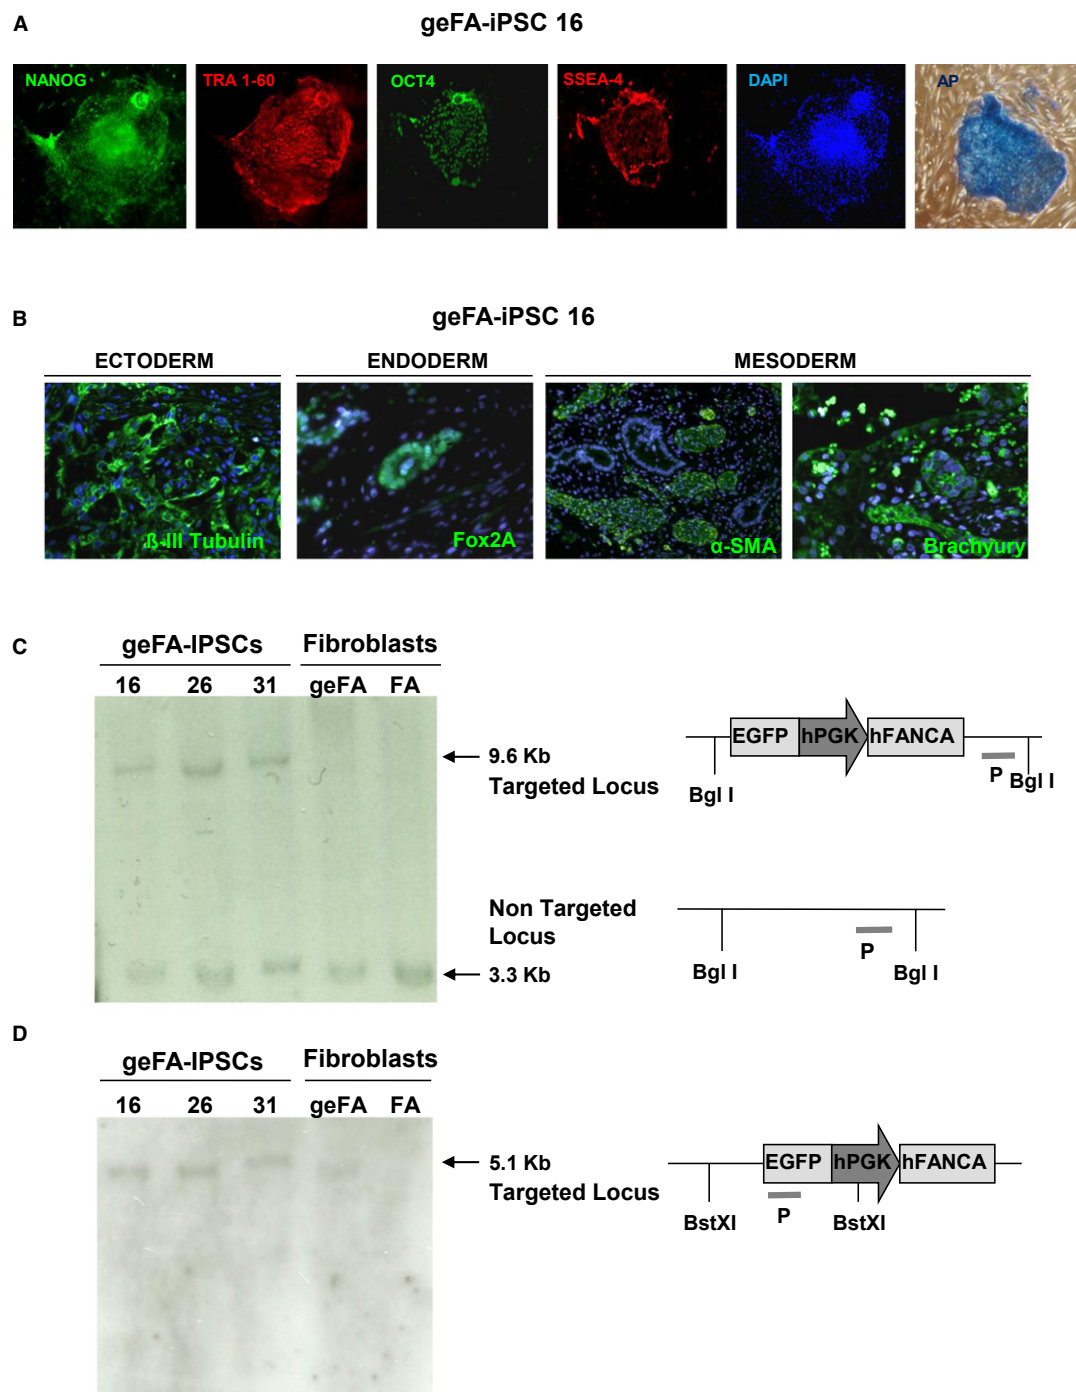 A
geFA-iPSC 16
NANOG TRA 1-60 OCT4 SSEA-4 DAPI AP
B
geFA-iPSC 16
ECTODERM ENDODERM MESODERM
ß-III Tubulin Fox2A α-SMA Brachyury
C
geFA-IPSCs Fibroblasts
16 26 31 geFA FA
9.6 Kb
Targeted Locus
EGFP hPGK hFANCA
Bgl I P Bgl I
Non Targeted
Locus
3.3 Kb
P
Bgl I Bgl I
D
geFA-IPSCs Fibroblasts
16 26 31 geFA FA
5.1 Kb
Targeted Locus
EGFP hPGK hFANCA
P
BstXI BstXI